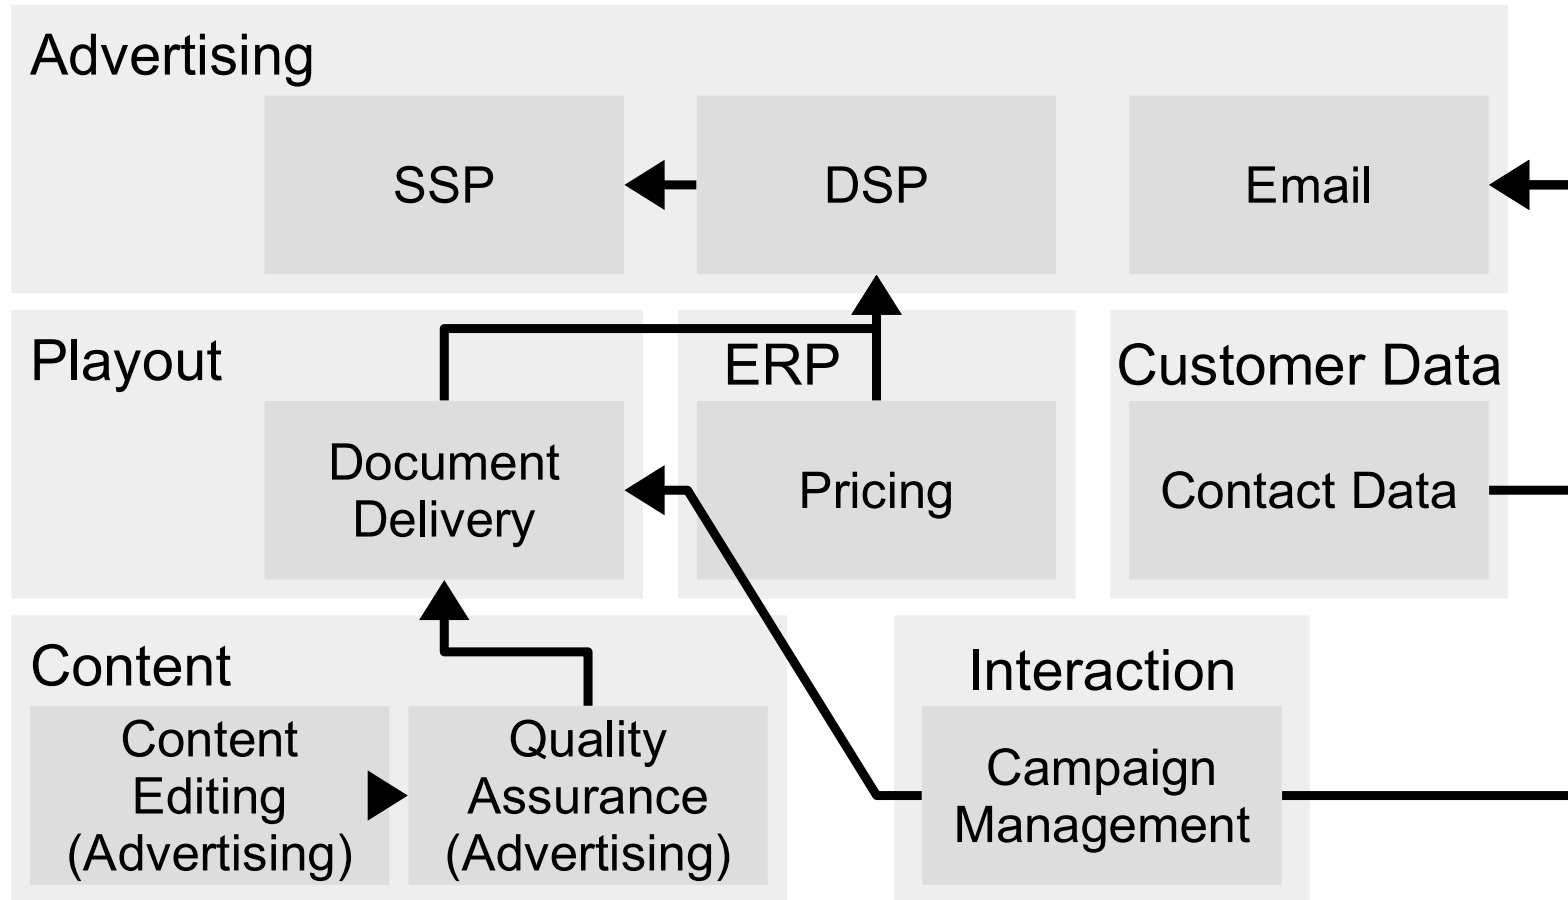 Advertising
SSP
DSP
Email
Playout
ERP
Customer Data
Document
Delivery
Pricing
Contact Data
Content
Interaction
Content
Editing
(Advertising)
Quality
Assurance
(Advertising)
Campaign
Management